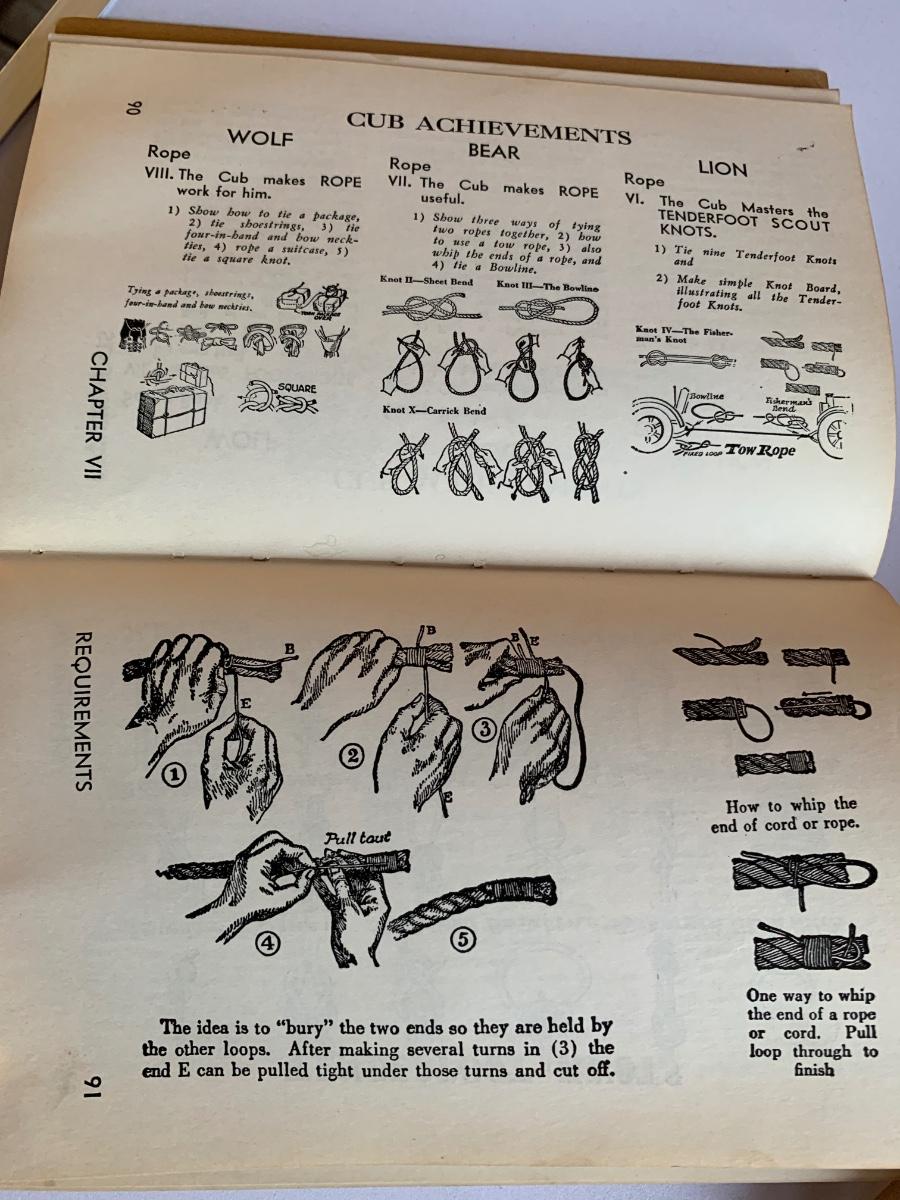 90
CUB ACHIEVEMENTS
WOLF
Rope
VIII. The Cub makes ROPE
work for him.
1) Show how to tie a package,
2) tie shoestrings, 3) tie
four-in-hand and bow neck-
ties, 4) rope a suitcase, 5)
tie a square knot.
Tying a package, shoestrings,
four-in-hand and bow neckties.
SQUARE
BEAR
Rope
VII. The Cub makes ROPE
useful.
1) Show three ways of tying
two ropes together, 2) how
to use a tow rope, 3) also
whip the ends of a rope, and
4) tie a Bowline.
Knot II—Sheet Bend
Knot III—The Bowline
Knot X—Carrick Bend
LION
Rope
VI. The Cub Masters the
TENDERFOOT SCOUT
KNOTS.
1) Tie nine Tenderfoot Knots
and
2) Make simple Knot Board,
illustrating all the Tender-
foot Knots.
Knot IV—The Fisher-
man's Knot
Bowline
Fisherman's
Bend
FIXED LOOP
Tow Rope
CHAPTER VII
REQUIREMENTS
B
E
1
B
E
2
B E
3
Pull taut
4
5
The idea is to "bury" the two ends so they are held by
the other loops. After making several turns in (3) the
end E can be pulled tight under those turns and cut off.
How to whip the
end of cord or rope.
One way to whip
the end of a rope
or cord. Pull
loop through to
finish
91